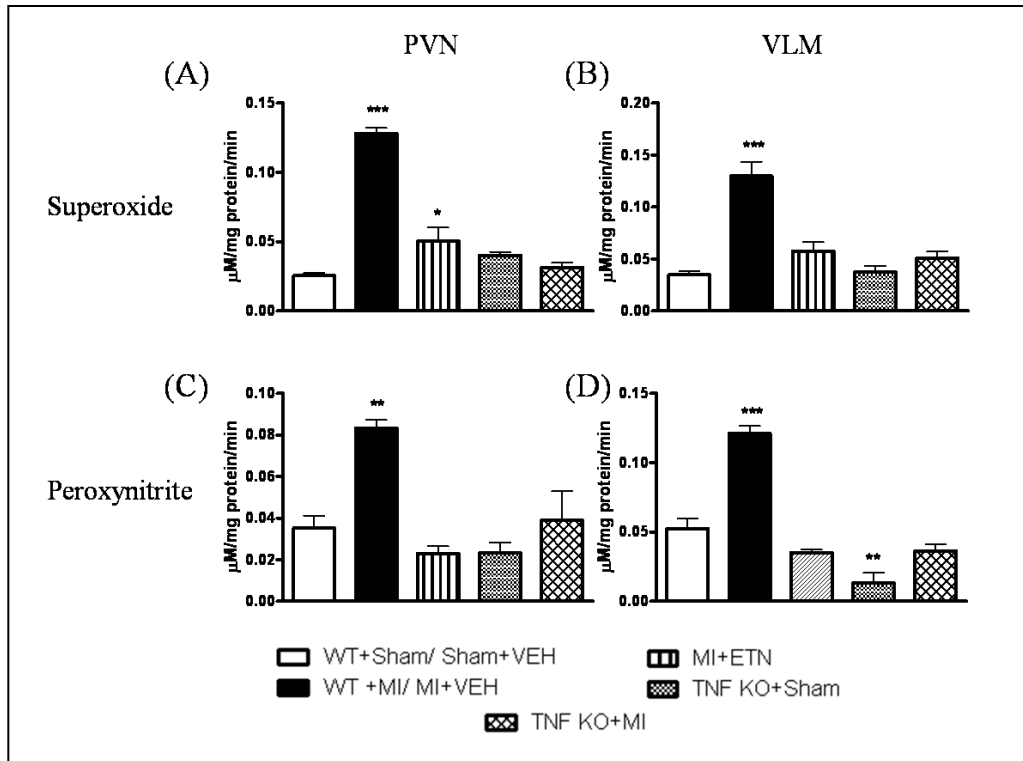 PVN
VLM
(A)
(B)
Superoxide
µM/mg protein/min
0.15
0.10
0.05
0.00
***
*
µM/mg protein/min
0.20
0.15
0.10
0.05
0.00
***
(C)
(D)
Peroxynitrite
µM/mg protein/min
0.10
0.08
0.06
0.04
0.02
0.00
**
µM/mg protein/min
0.15
0.10
0.05
0.00
***
**
WT+Sham/ Sham+VEH
MI+ETN
WT +MI/ MI+VEH
TNF KO+Sham
TNF KO+MI